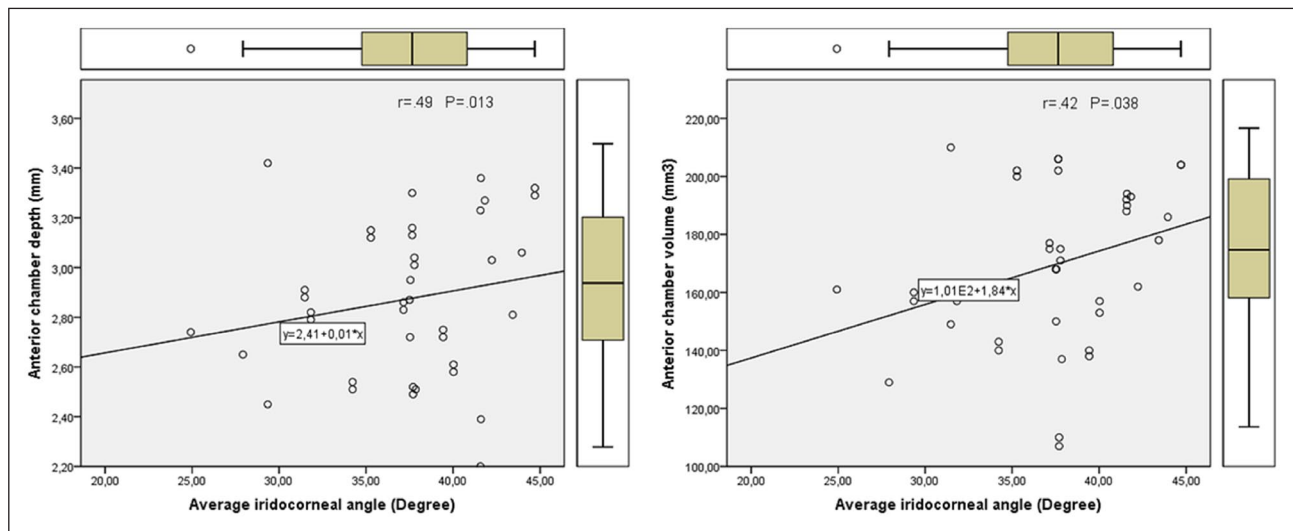 r=.49 P=.013
Anterior chamber depth (mm)
3,60
3,40
3,20
3,00
2,80
2,60
2,40
2,20
y=2,41+0,01*x
20,00 25,00 30,00 35,00 40,00 45,00
Average iridocorneal angle (Degree)
r=.42 P=.038
Anterior chamber volume (mm3)
220,00
200,00
180,00
160,00
140,00
120,00
100,00
y=1,01E2+1,84*x
20,00 25,00 30,00 35,00 40,00 45,00
Average iridocorneal angle (Degree)